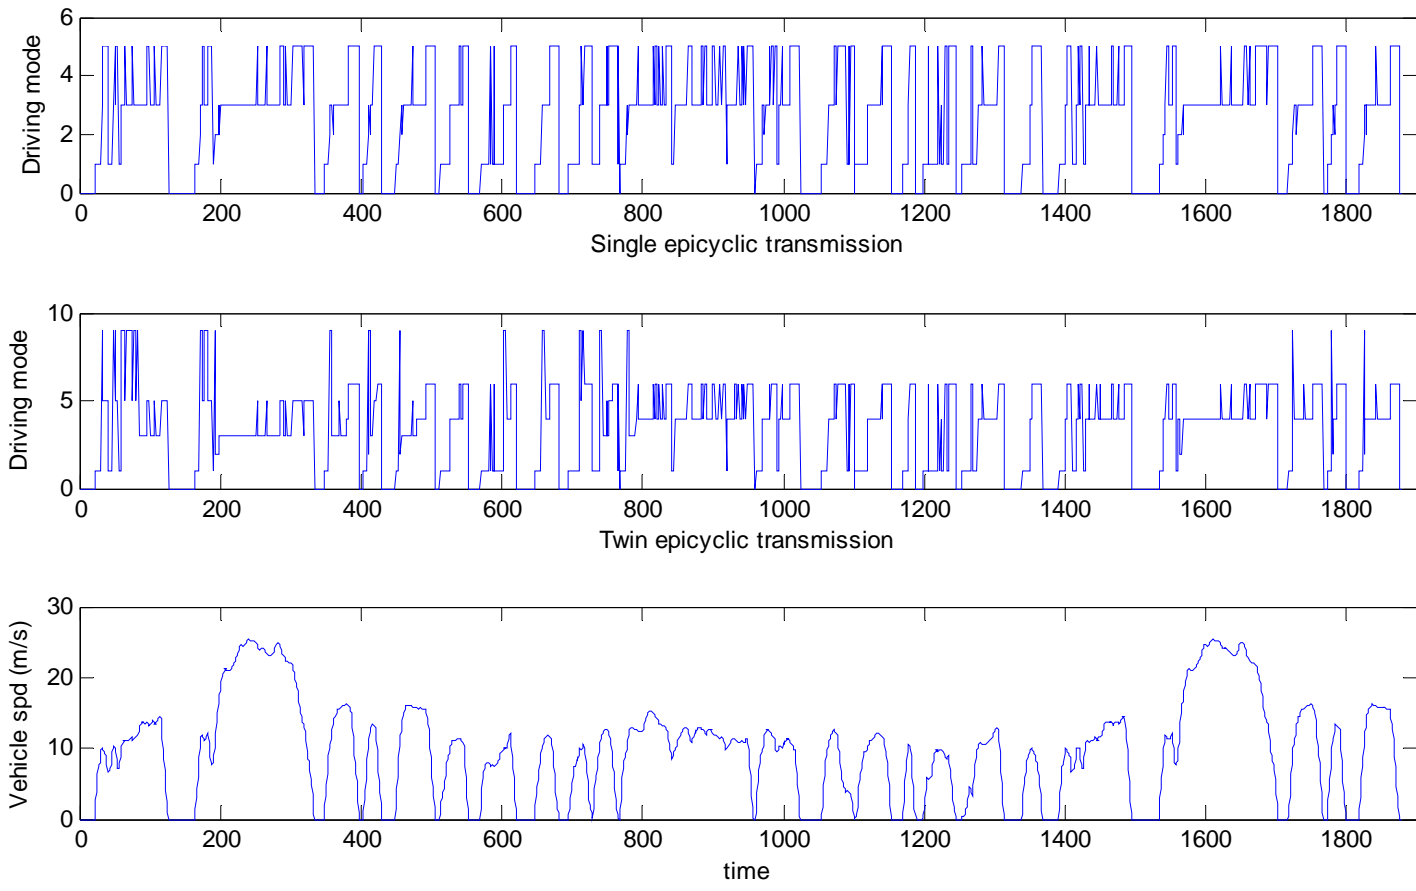 Driving mode
6
4
2
0
0 200 400 600 800 1000 1200 1400 1600 1800
Single epicyclic transmission
Driving mode
10
5
0
0 200 400 600 800 1000 1200 1400 1600 1800
Twin epicyclic transmission
Vehicle spd (m/s)
30
20
10
0
0 200 400 600 800 1000 1200 1400 1600 1800
time